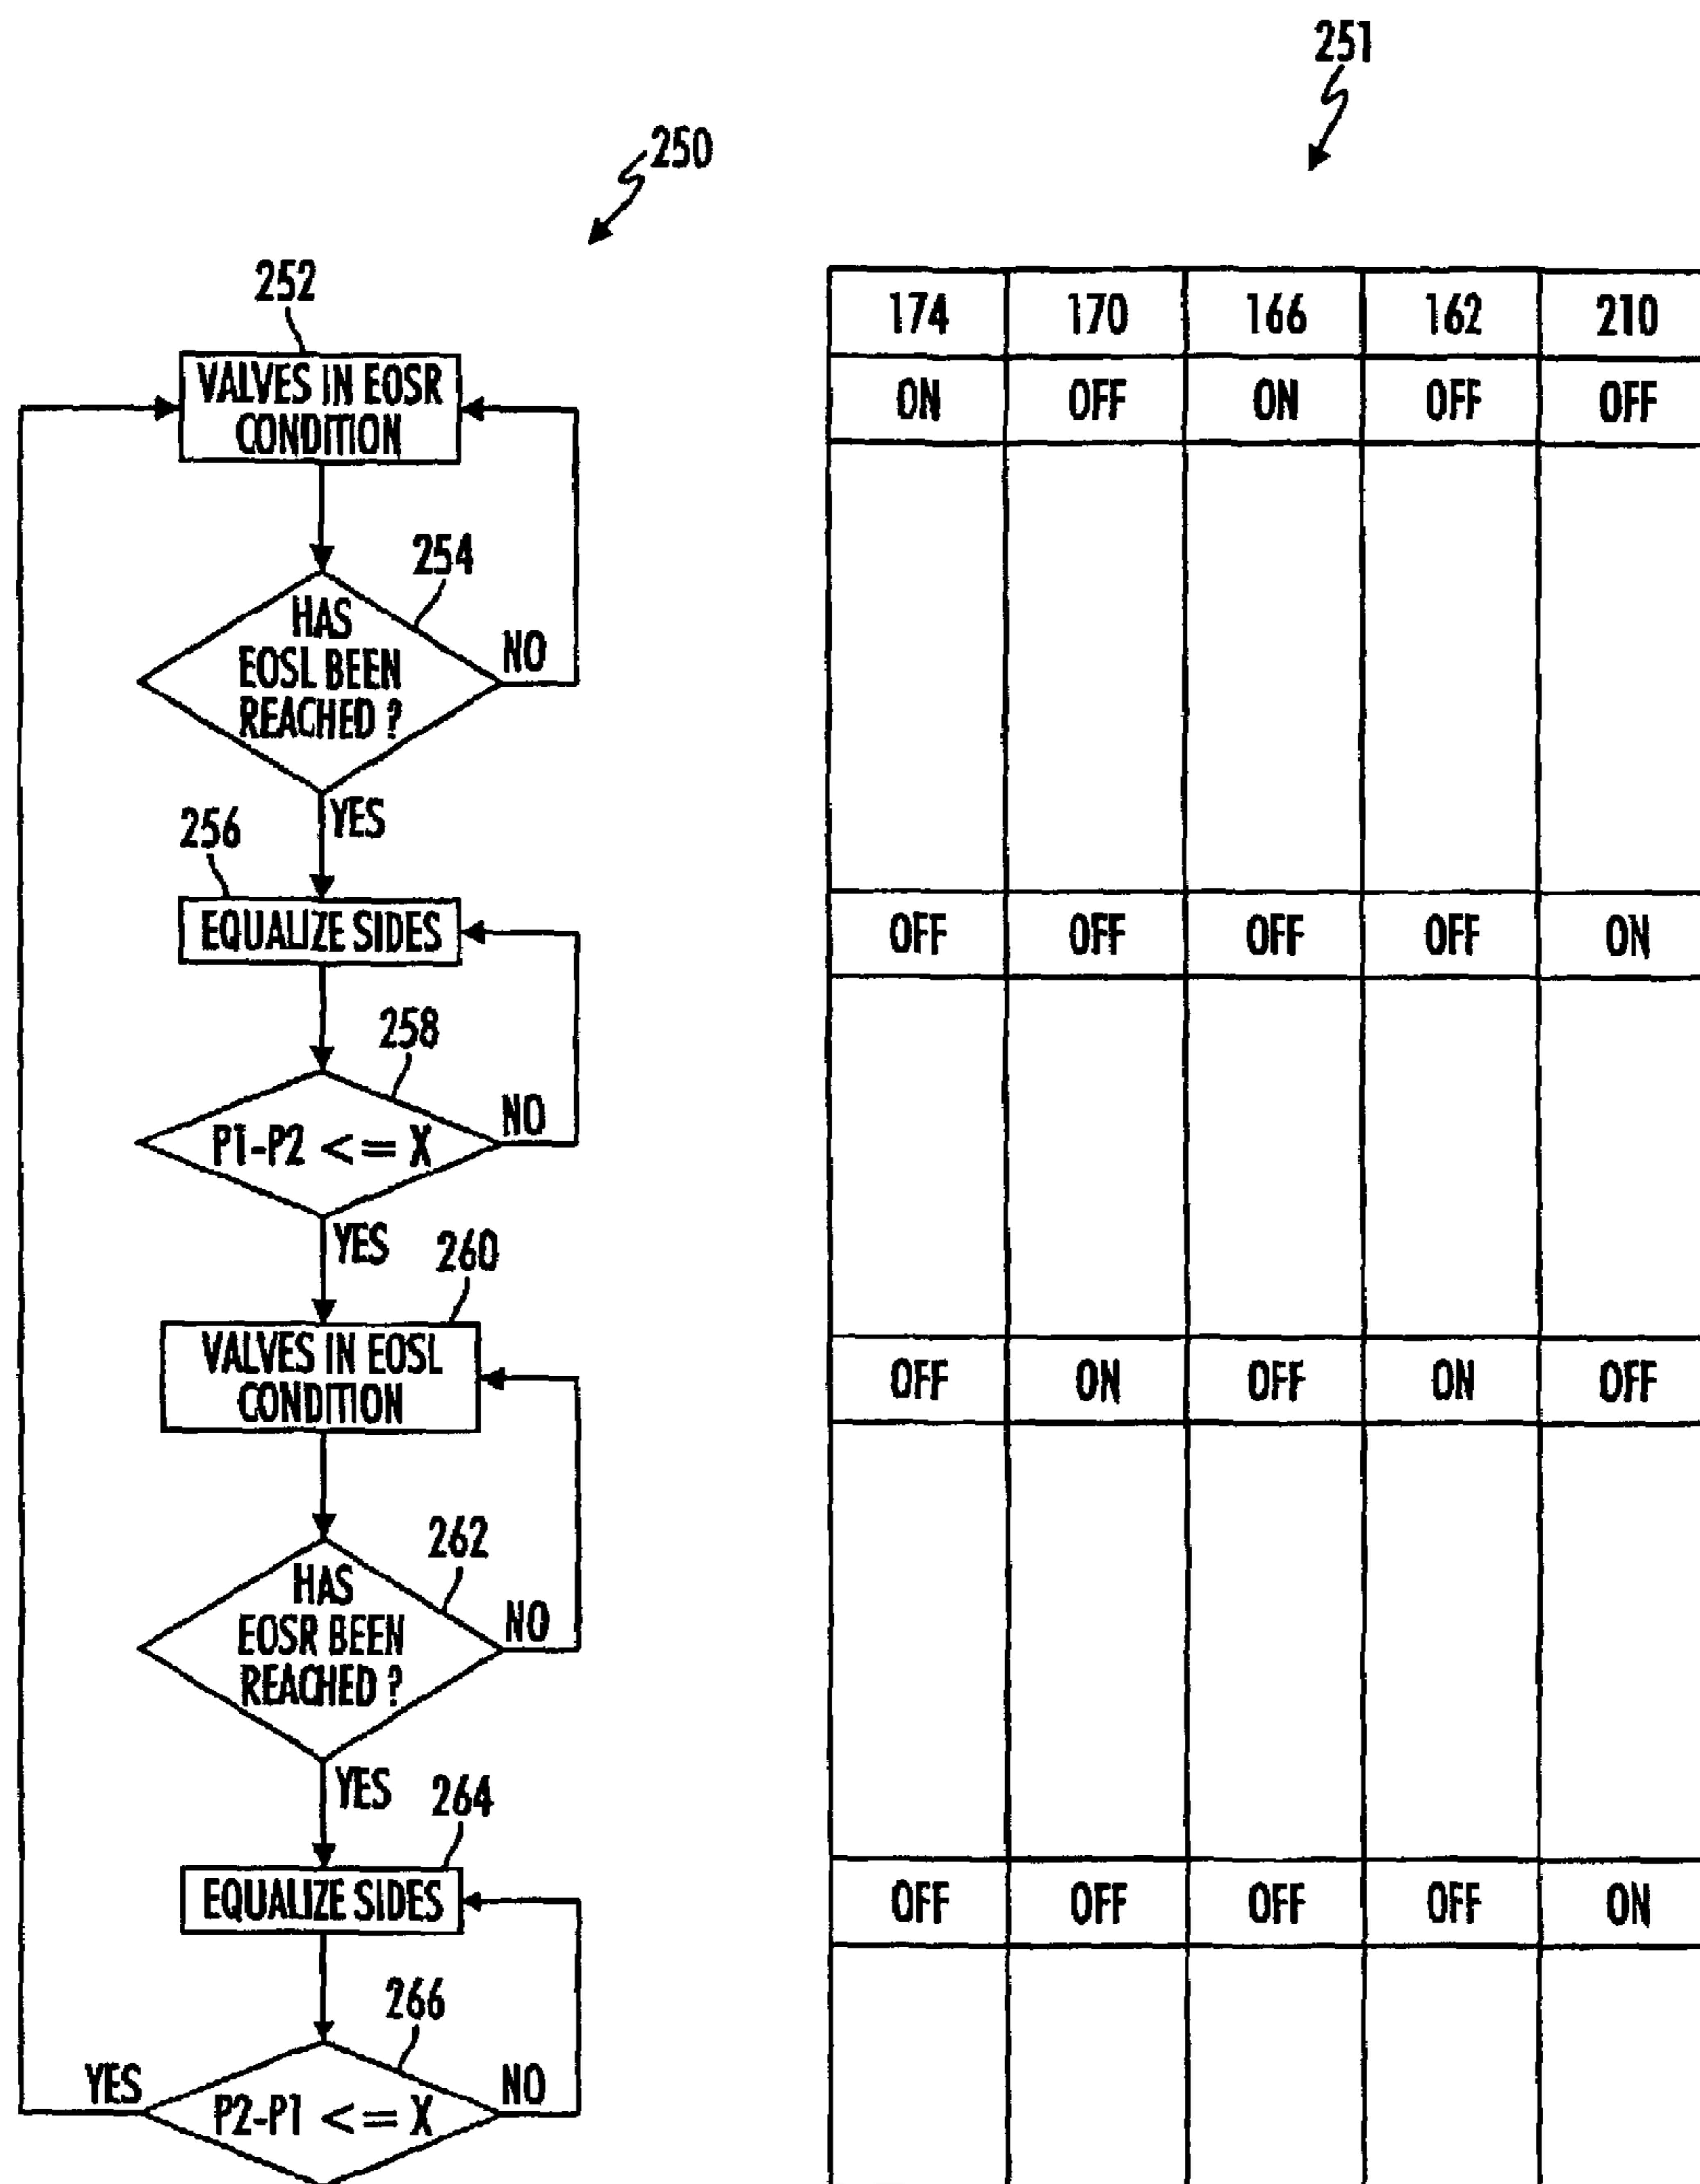 251
250
252
VALVES IN EOSR
CONDITION
254
HAS
EOSL BEEN
REACHED ?
NO
YES
256
EQUALIZE SIDES
258
P1-P2 <= X
NO
YES
260
VALVES IN EOSL
CONDITION
262
HAS
EOSR BEEN
REACHED ?
NO
YES
264
EQUALIZE SIDES
266
YES
P2-P1 <= X
NO
174 170 166 162 210
ON OFF ON OFF OFF
OFF OFF OFF OFF ON
OFF ON OFF ON OFF
OFF OFF OFF OFF ON